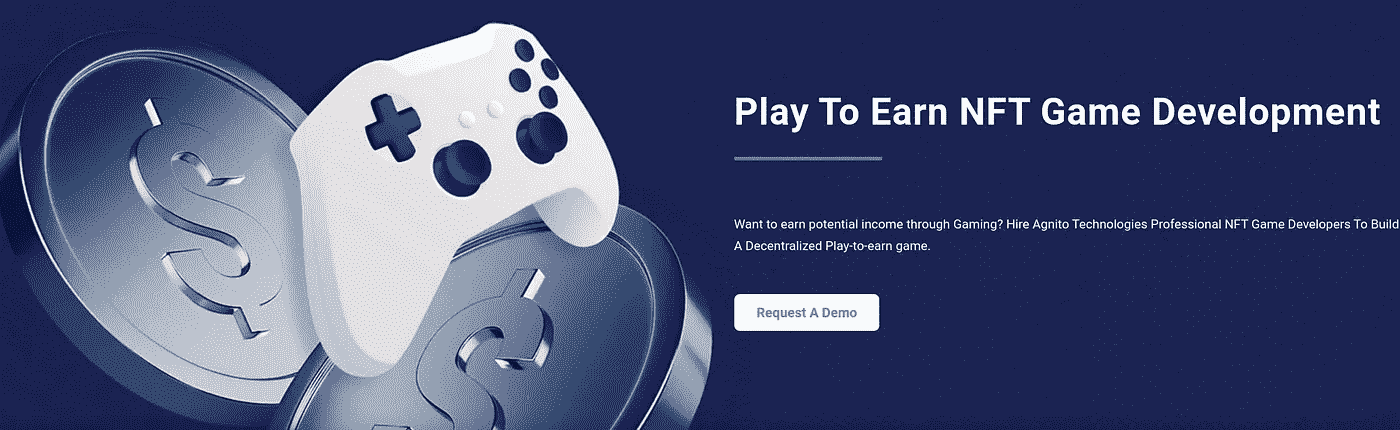 Play To Earn NFT Game Development
Want to earn potential income through Gaming? Hire Agnito Technologies Professional NFT Game Developers To Build
A Decentralized Play-to-earn game.
Request A Demo
$
$